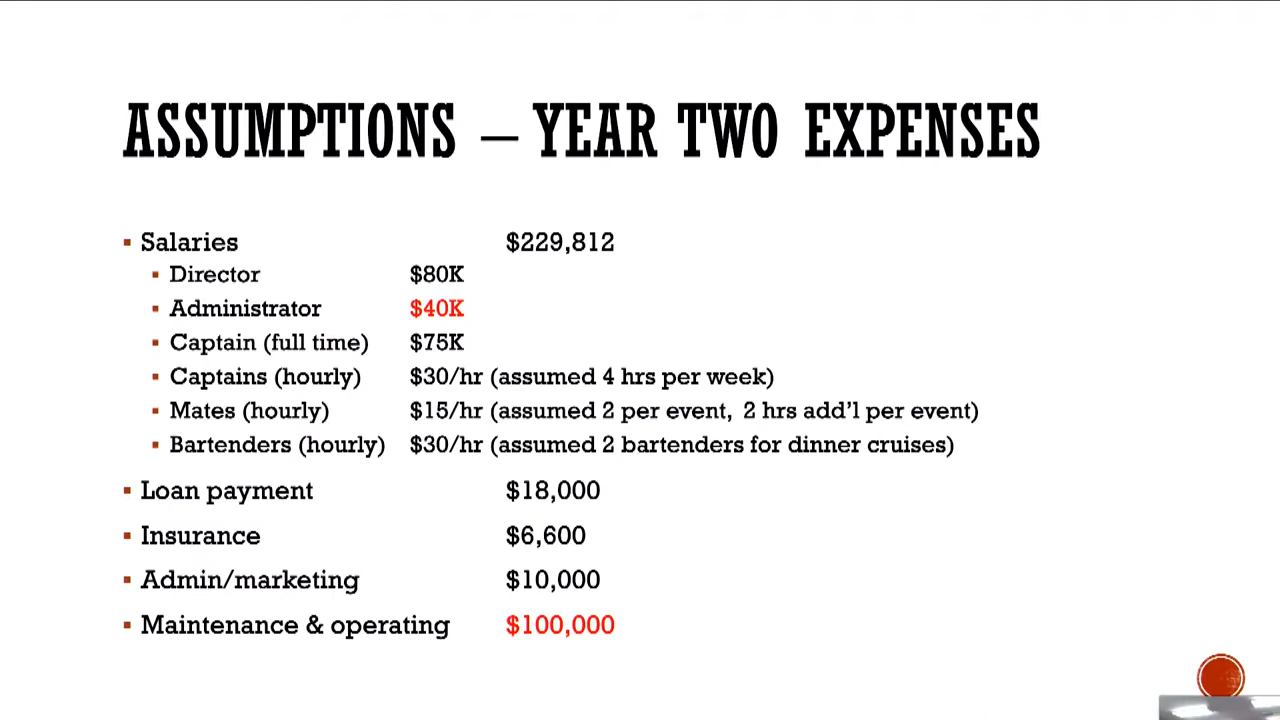 ASSUMPTIONS – YEAR TWO EXPENSES
▪ Salaries $229,812
▪ Director $80K
▪ Administrator $40K
▪ Captain (full time) $75K
▪ Captains (hourly) $30/hr (assumed 4 hrs per week)
▪ Mates (hourly) $15/hr (assumed 2 per event, 2 hrs add’l per event)
▪ Bartenders (hourly) $30/hr (assumed 2 bartenders for dinner cruises)
▪ Loan payment $18,000
▪ Insurance $6,600
▪ Admin/marketing $10,000
▪ Maintenance & operating $100,000